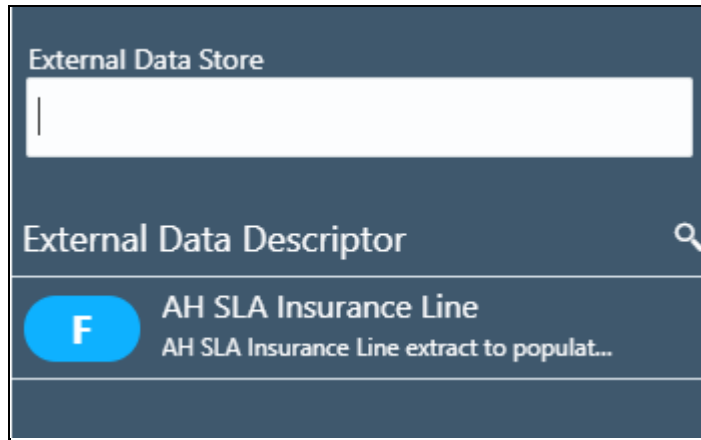 External Data Store
External Data Descriptor
F
AH SLA Insurance Line
AH SLA Insurance Line extract to populat...